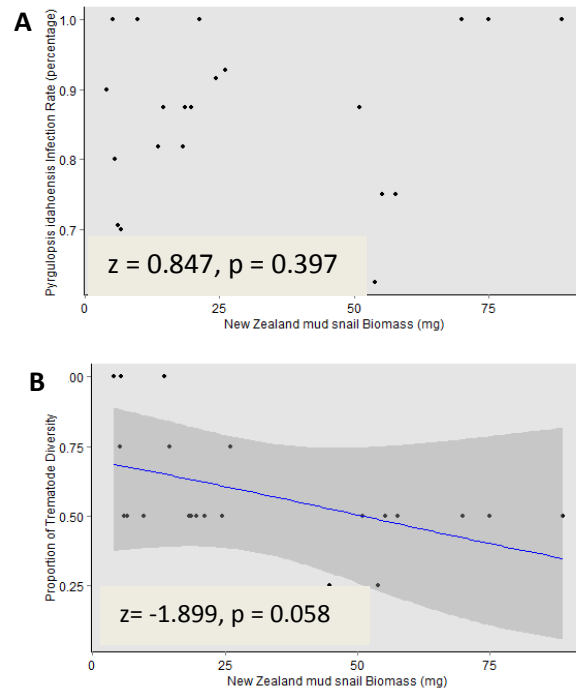 A
Pyrgulopsis idahoensis Infection Rate (percentage)
1.0
0.9
0.8
0.7
z = 0.847, p = 0.397
0
25
50
75
New Zealand mud snail Biomass (mg)
B
Proportion of Trematode Diversity
.00
0.75
0.50
0.25
z= -1.899, p = 0.058
0
25
50
75
New Zealand mud snail Biomass (mg)